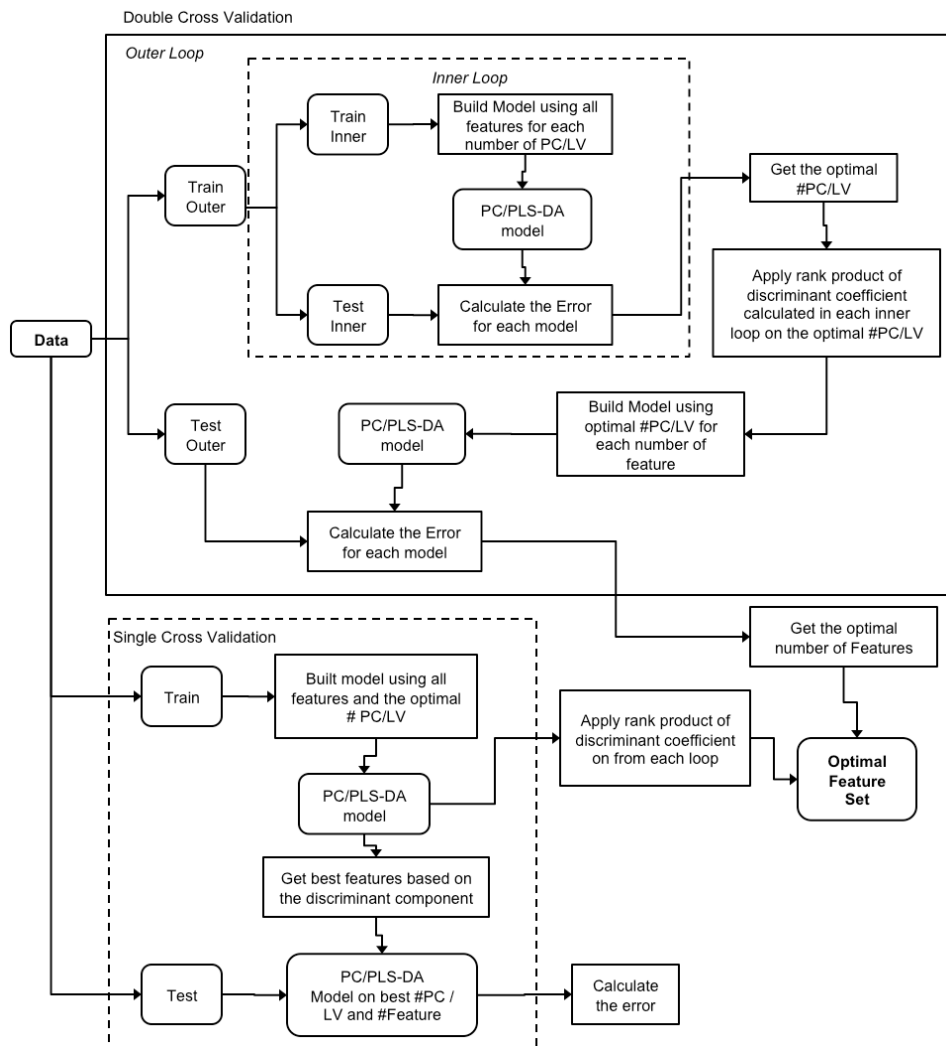 Double Cross Validation
Outer Loop
Inner Loop
Train
Inner
Build Model using all
features for each
number of PC/LV
Train
Outer
Get the optimal
#PC/LV
PC/PLS-DA
model
Test
Inner
Calculate the Error
for each model
Apply rank product of
discriminant coefficient
calculated in each inner
loop on the optimal #PC/LV
Data
Test
Outer
PC/PLS-DA
model
Build Model using
optimal #PC/LV for
each number of
feature
Calculate the Error
for each model
Single Cross Validation
Get the optimal
number of Features
Train
Built model using all
features and the optimal
# PC/LV
Apply rank product of
discriminant coefficient
on from each loop
Optimal
Feature
Set
PC/PLS-DA
model
Get best features based on
the discriminant component
Test
PC/PLS-DA
Model on best #PC /
LV and #Feature
Calculate
the error